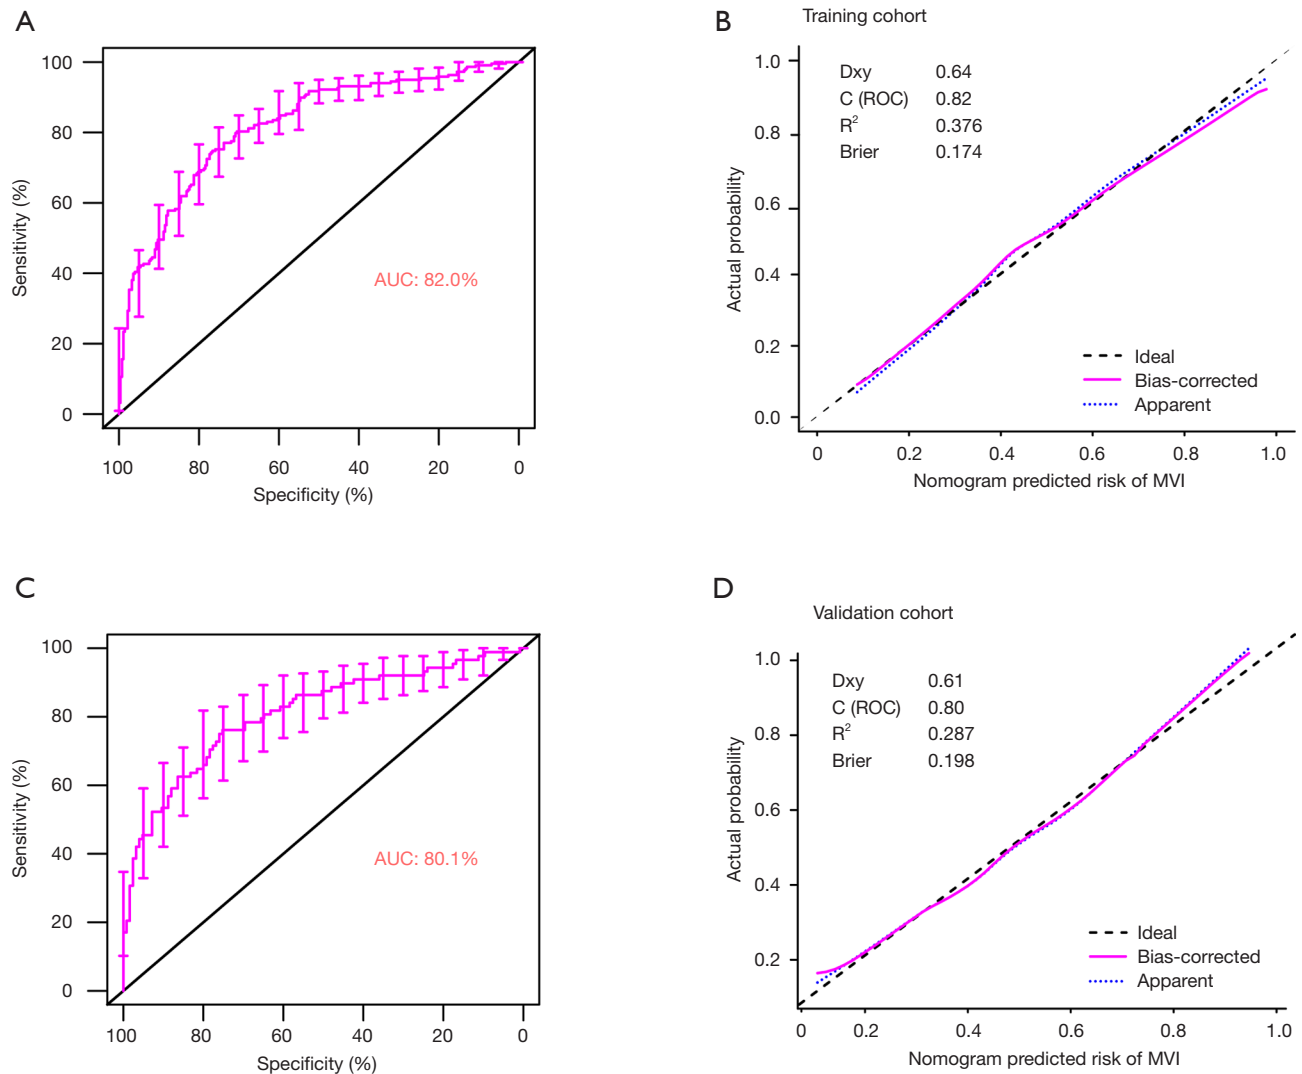 A
100
80
60
40
20
0
Sensitivity (%)
AUC: 82.0%
100 80 60 40 20 0
Specificity (%)
B
Training cohort
Dxy 0.64
C (ROC) 0.82
R² 0.376
Brier 0.174
1.0
0.8
0.6
0.4
0.2
0.0
Actual probability
Ideal
Bias-corrected
Apparent
0 0.2 0.4 0.6 0.8 1.0
Nomogram predicted risk of MVI
C
100
80
60
40
20
0
Sensitivity (%)
AUC: 80.1%
100 80 60 40 20 0
Specificity (%)
D
Validation cohort
Dxy 0.61
C (ROC) 0.80
R² 0.287
Brier 0.198
1.0
0.8
0.6
0.4
0.2
Actual probability
Ideal
Bias-corrected
Apparent
0 0.2 0.4 0.6 0.8 1.0
Nomogram predicted risk of MVI